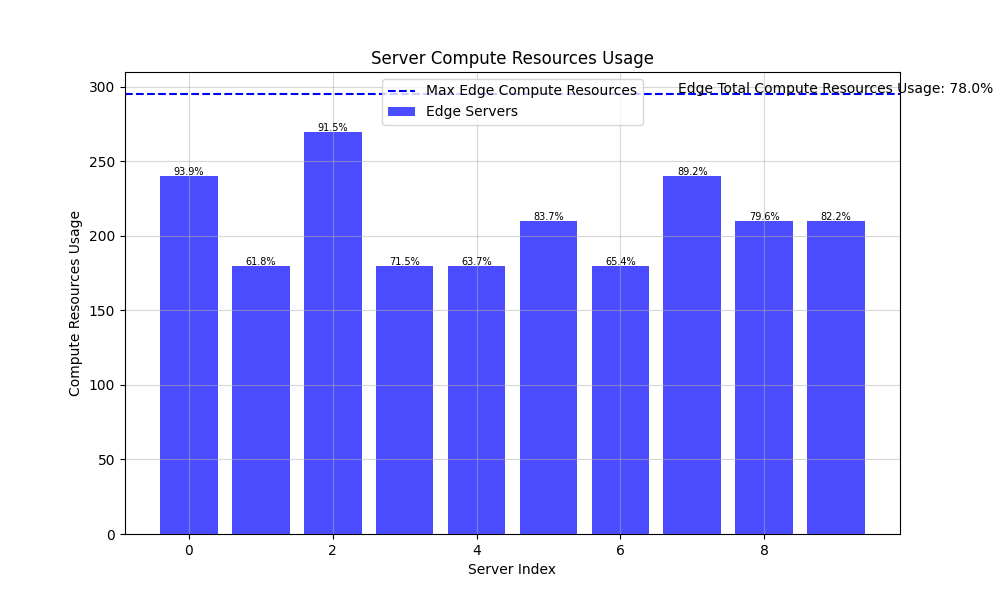 Server Compute Resources Usage
Max Edge Compute Resources
Edge Servers
Edge Total Compute Resources Usage: 78.0%
Compute Resources Usage
300
250
200
150
100
50
0
93.9%
61.8%
91.5%
71.5%
63.7%
83.7%
65.4%
89.2%
79.6%
82.2%
0 2 4 6 8
Server Index